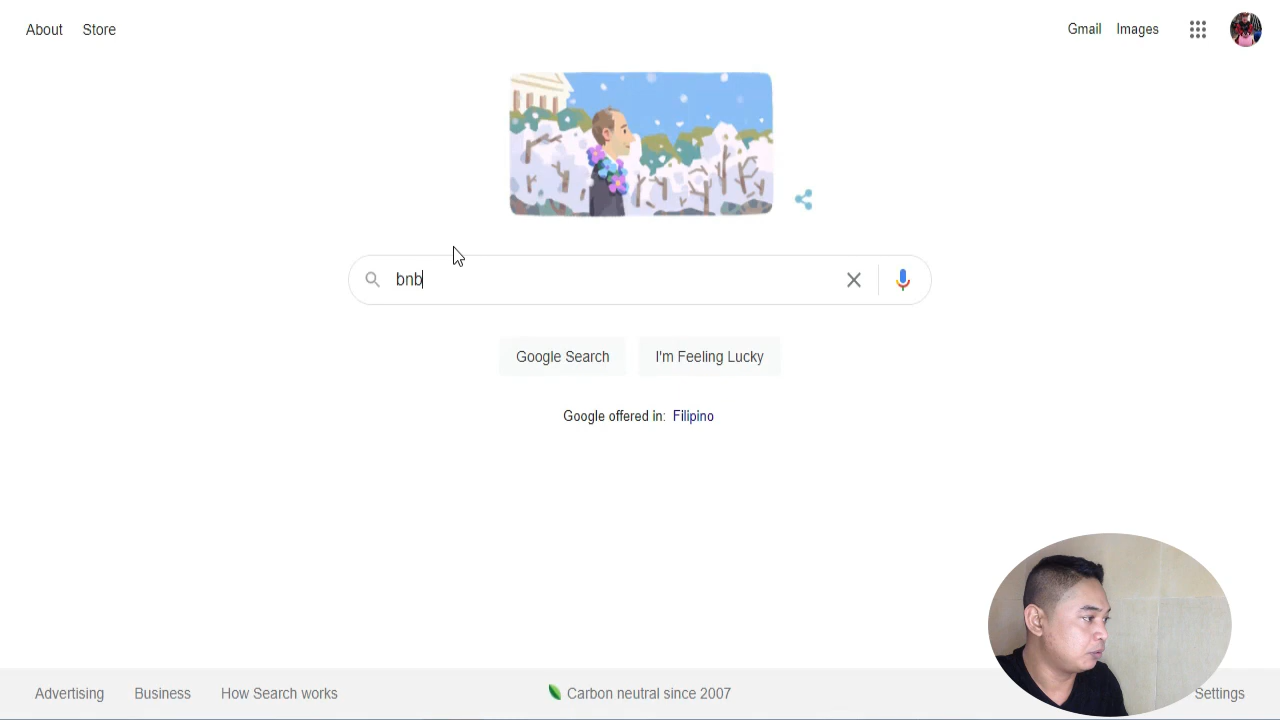 About Store Gmail Images
bnb
Google Search I'm Feeling Lucky
Google offered in: Filipino
Advertising Business How Search works Carbon neutral since 2007 Settings